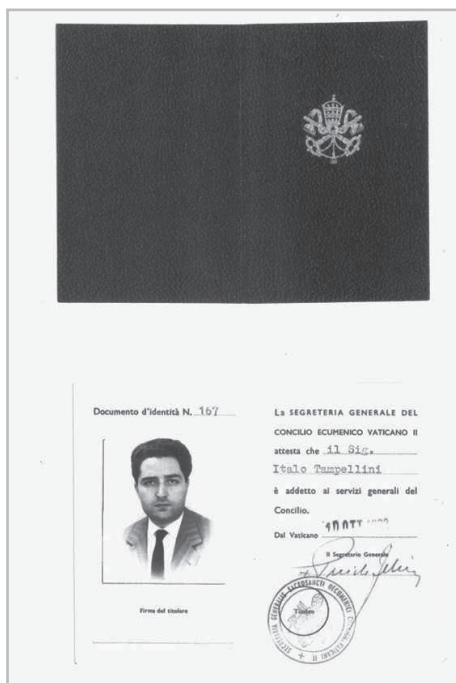 Documento d'identità N. 167
La SEGRETERIA GENERALE DEL
CONCILIO ECUMENICO VATICANO II
attesta che il Sig.
Italo Tampellini
è addetto ai servizi generali del
Concilio.
Dal Vaticano
Il Segretario Generale
Firma del titolare
Timbro